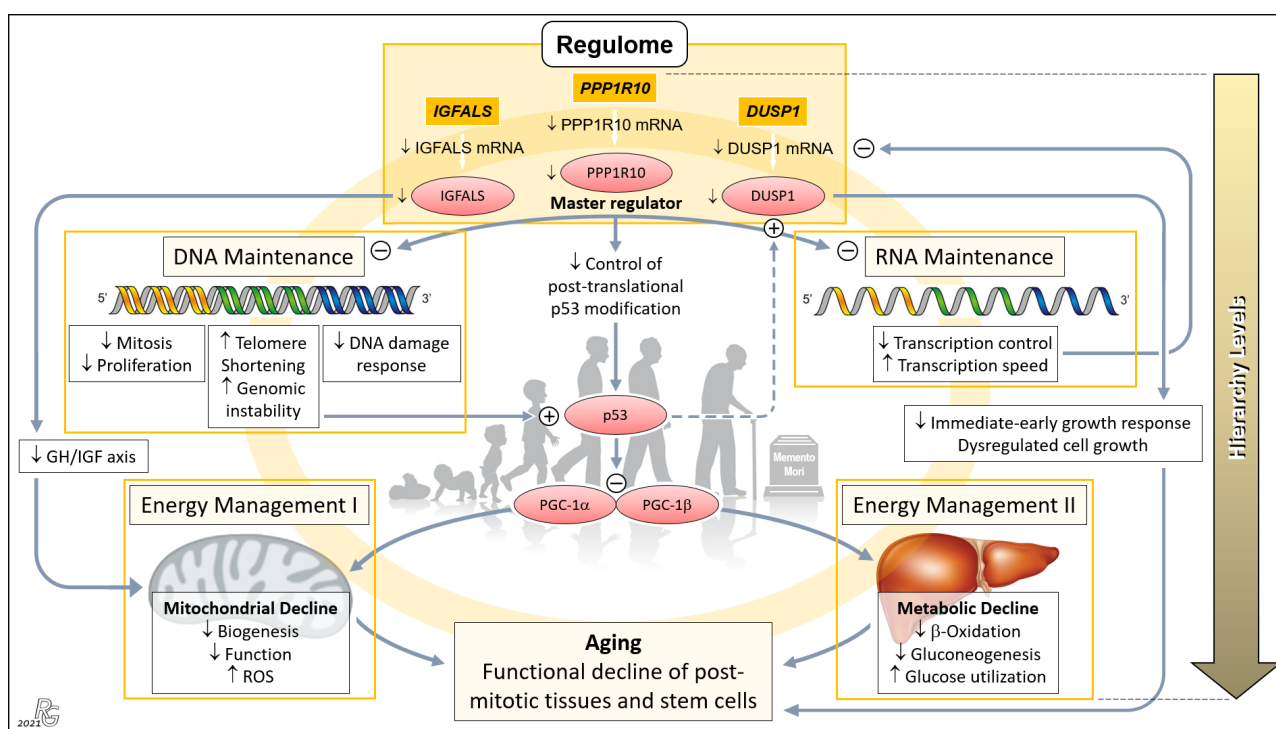 Regulome
PPP1R10
IGFALS
DUSP1
↓ PPP1R10 mRNA
↓ IGFALS mRNA
↓ DUSP1 mRNA
−
↓ PPP1R10
↓ IGFALS
↓ DUSP1
Master regulator
+
DNA Maintenance
−
−
RNA Maintenance
5'
3'
5'
3'
↓ Control of
post-translational
p53 modification
↓ Mitosis
↓ Proliferation
↑ Telomere
Shortening
↑ Genomic
instability
↓ DNA damage
response
↓ Transcription control
↑ Transcription speed
+
p53
↓ Immediate-early growth response
Dysregulated cell growth
↓ GH/IGF axis
Memento
Mori
−
PGC-1α
PGC-1β
Energy Management I
Energy Management II
Mitochondrial Decline
↓ Biogenesis
↓ Function
↑ ROS
Metabolic Decline
↓ β-Oxidation
↓ Gluconeogenesis
↑ Glucose utilization
Aging
Functional decline of post-
mitotic tissues and stem cells
Hierarchy Levels
RG
2021